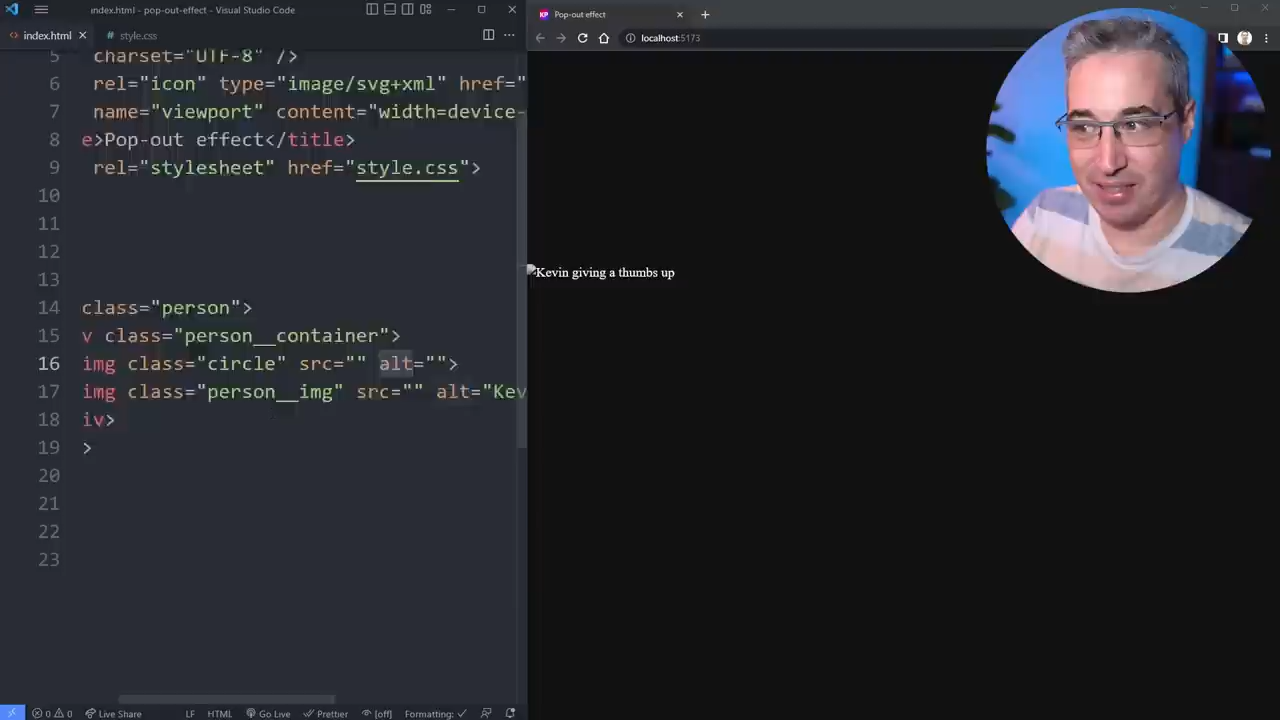 index.html - pop-out-effect - Visual Studio Code
index.html
style.css
5 charset="UTF-8" />
6 rel="icon" type="image/svg+xml" href="
7 name="viewport" content="width=device-
8 e>Pop-out effect</title>
9 rel="stylesheet" href="style.css">
10
11
12
13
14 class="person">
15 v class="person__container">
16 img class="circle" src="" alt="">
17 img class="person__img" src="" alt="Kev
18 iv>
19 >
20
21
22
23
0 0 Live Share LF HTML Go Live Prettier [off] Formatting:
KP Pop-out effect
localhost:5173
Kevin giving a thumbs up